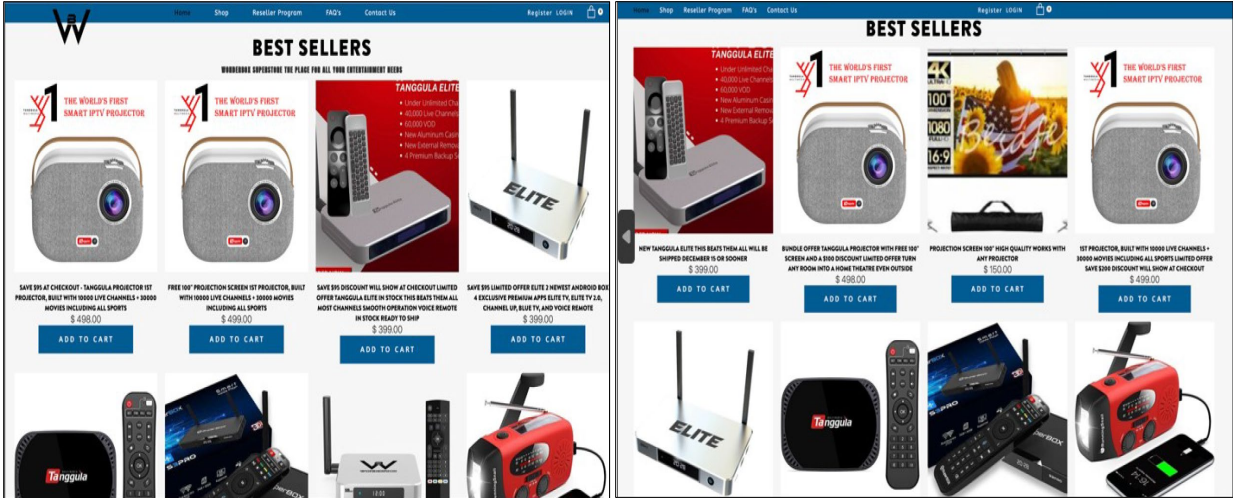 Home Shop Reseller Program FAQ's Contact Us Register LOGIN 0
W
BEST SELLERS
WONDERBOX SUPERSTORE THE PLACE FOR ALL YOUR ENTERTAINMENT NEEDS
1 THE WORLD'S FIRST
SMART IPTV PROJECTOR
1 THE WORLD'S FIRST
SMART IPTV PROJECTOR
TANGGULA ELITE
• Under Unlimited Cha
• 40,000 Live Channels
• 60,000 VOD
• New Aluminum Casin
• New External Remov
• 4 Premium Backup Se
ELITE
SAVE $95 AT CHECKOUT - TANGGULA PROJECTOR 1ST
PROJECTOR, BUILT WITH 10000 LIVE CHANNELS + 30000
MOVIES INCLUDING ALL SPORTS
$ 498.00
ADD TO CART
FREE 100" PROJECTION SCREEN 1ST PROJECTOR, BUILT
WITH 10000 LIVE CHANNELS + 30000 MOVIES
INCLUDING ALL SPORTS
$ 499.00
ADD TO CART
SAVE $95 DISCOUNT WILL SHOW AT CHECKOUT LIMITED
OFFER TANGGULA ELITE IN STOCK THIS BEATS THEM ALL
MOST CHANNELS SMOOTH OPERATION VOICE REMOTE
IN STOCK READY TO SHIP
$ 399.00
ADD TO CART
SAVE $95 LIMITED OFFER ELITE 2 NEWEST ANDROID BOX
4 EXCLUSIVE PREMIUM APPS ELITE TV, ELITE TV 2.0,
CHANNEL UP, BLUE TV, AND VOICE REMOTE
$ 399.00
ADD TO CART
Tanggula
S3PRO
W
12:03
Home Shop Reseller Program FAQ's Contact Us Register LOGIN 0
BEST SELLERS
TANGGULA ELITE
• Under Unlimited Cha
• 40,000 Live Channels
• 60,000 VOD
• New Aluminum Casin
• New External Remov
• 4 Premium Backup Se
1 THE WORLD'S FIRST
SMART IPTV PROJECTOR
4K
100"
1080
16:9
1 THE WORLD'S FIRST
SMART IPTV PROJECTOR
NEW TANGGULA ELITE THIS BEATS THEM ALL WILL BE
SHIPPED DECEMBER 15 OR SOONER
$ 399.00
ADD TO CART
BUNDLE OFFER TANGGULA PROJECTOR WITH FREE 100"
SCREEN AND A $100 DISCOUNT LIMITED OFFER TURN
ANY ROOM INTO A HOME THEATRE EVEN OUTSIDE
$ 498.00
ADD TO CART
PROJECTION SCREEN 100" HIGH QUALITY WORKS WITH
ANY PROJECTOR
$ 150.00
ADD TO CART
1ST PROJECTOR, BUILT WITH 10000 LIVE CHANNELS +
30000 MOVIES INCLUDING ALL SPORTS LIMITED OFFER
SAVE $200 DISCOUNT WILL SHOW AT CHECKOUT
$ 499.00
ADD TO CART
ELITE
Tanggula
S3PRO